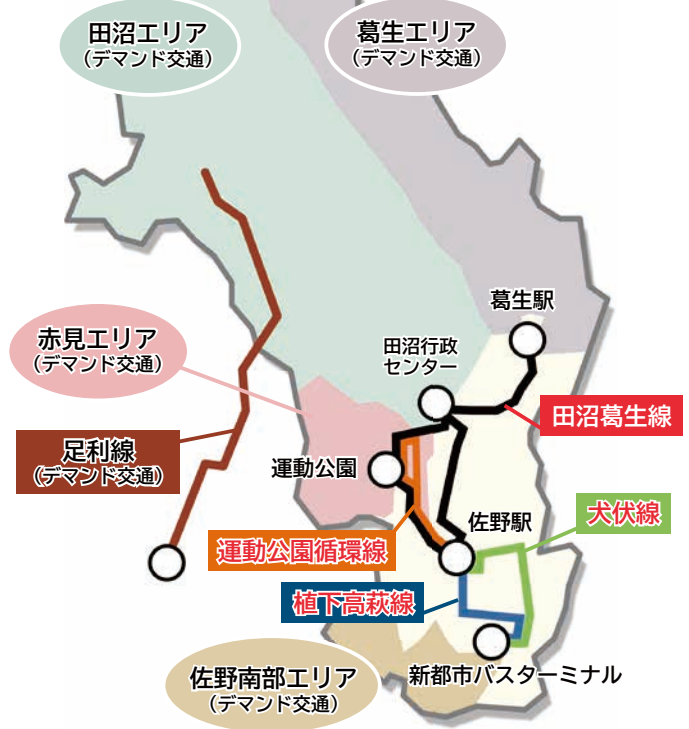 田沼エリア
(デマンド交通)
葛生エリア
(デマンド交通)
葛生駅
赤見エリア
(デマンド交通)
田沼行政
センター
田沼葛生線
足利線
(デマンド交通)
運動公園
佐野駅
犬伏線
運動公園循環線
植下高萩線
佐野南部エリア
(デマンド交通)
新都市バスターミナル